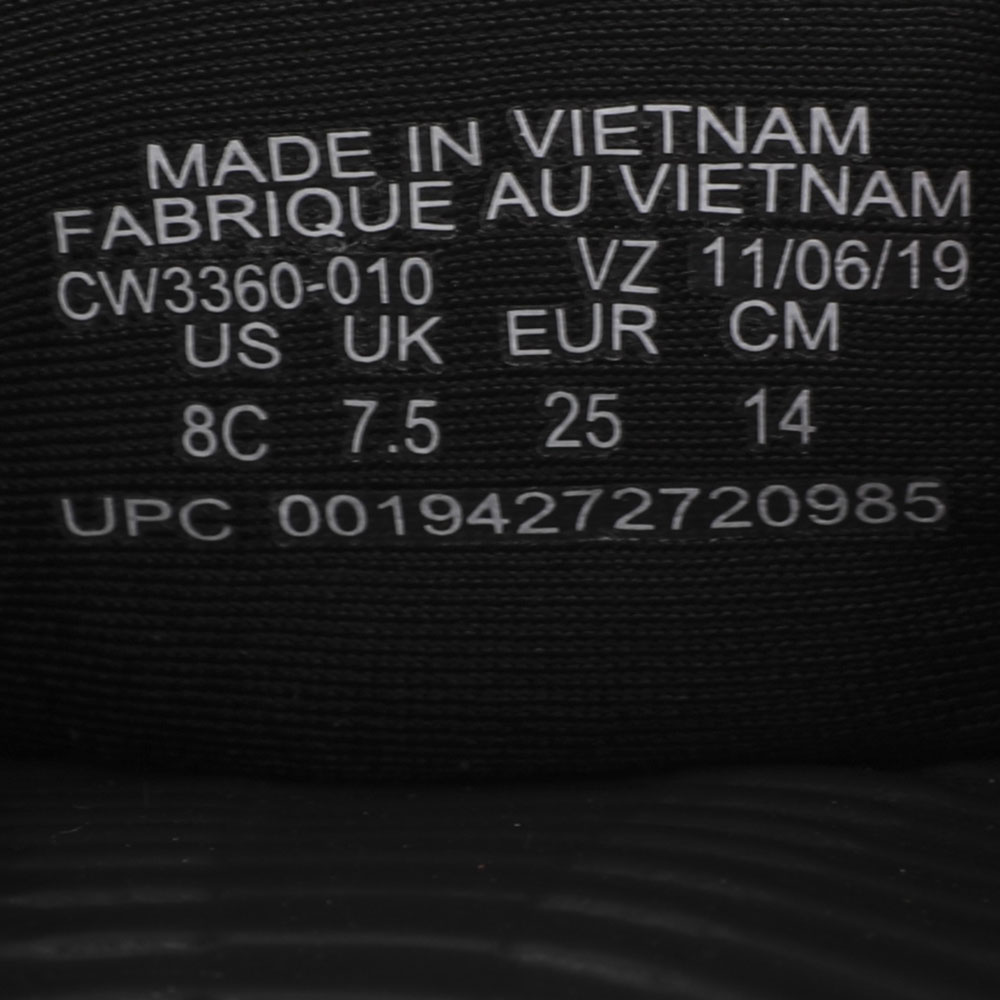 MADE IN VIETNAM
FABRIQUE AU VIETNAM
CW3360-010 VZ 11/06/19
US UK EUR CM
8C 7.5 25 14
UPC 00194272720985